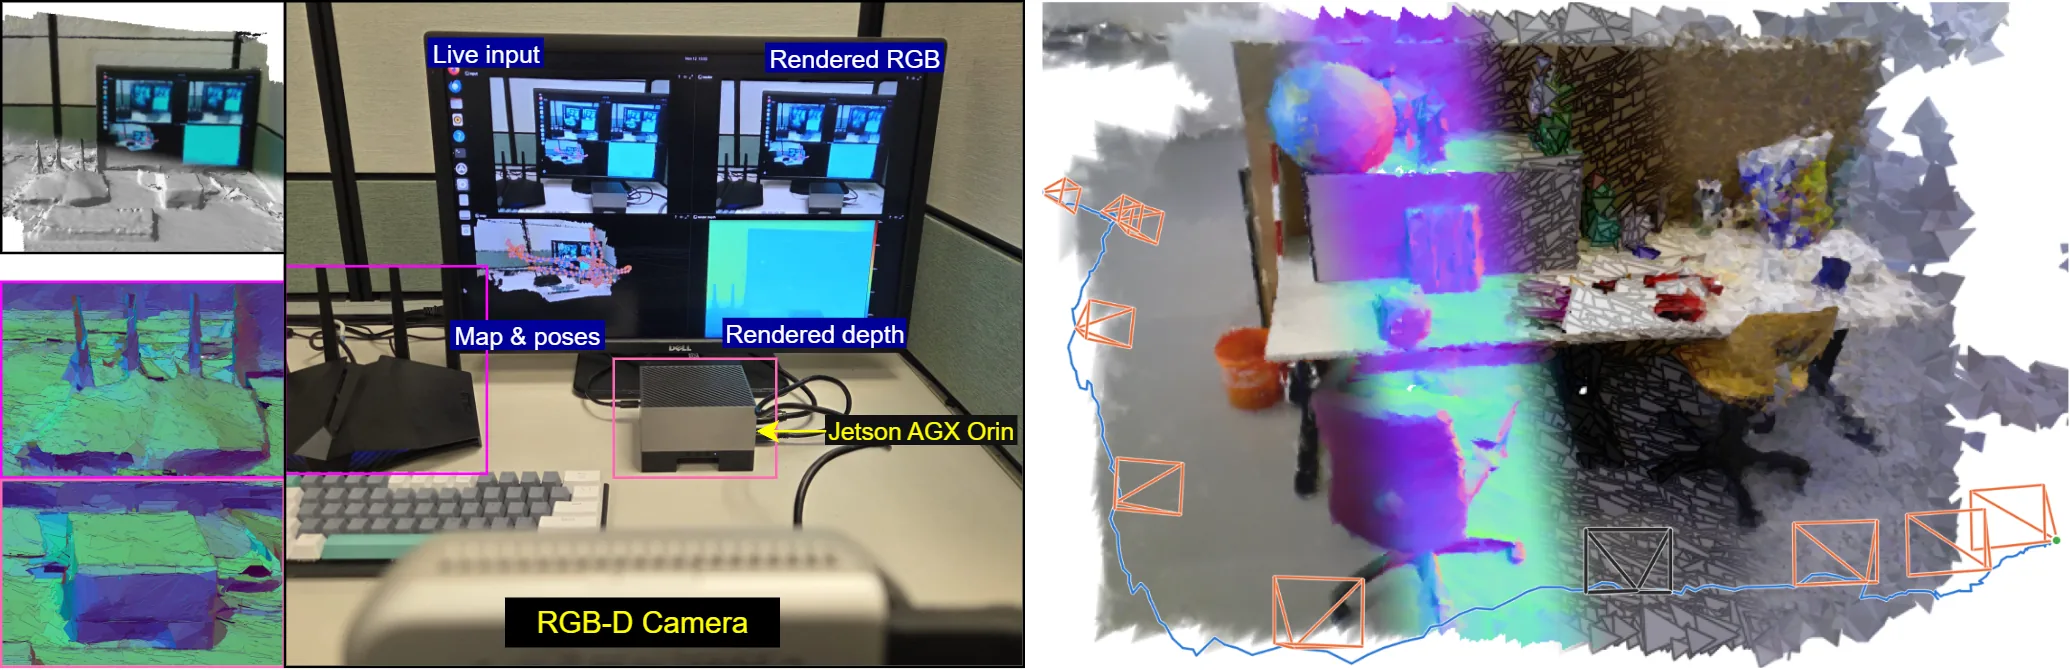 Live input
Rendered RGB
Map & poses
Rendered depth
DELL
Jetson AGX Orin
RGB-D Camera